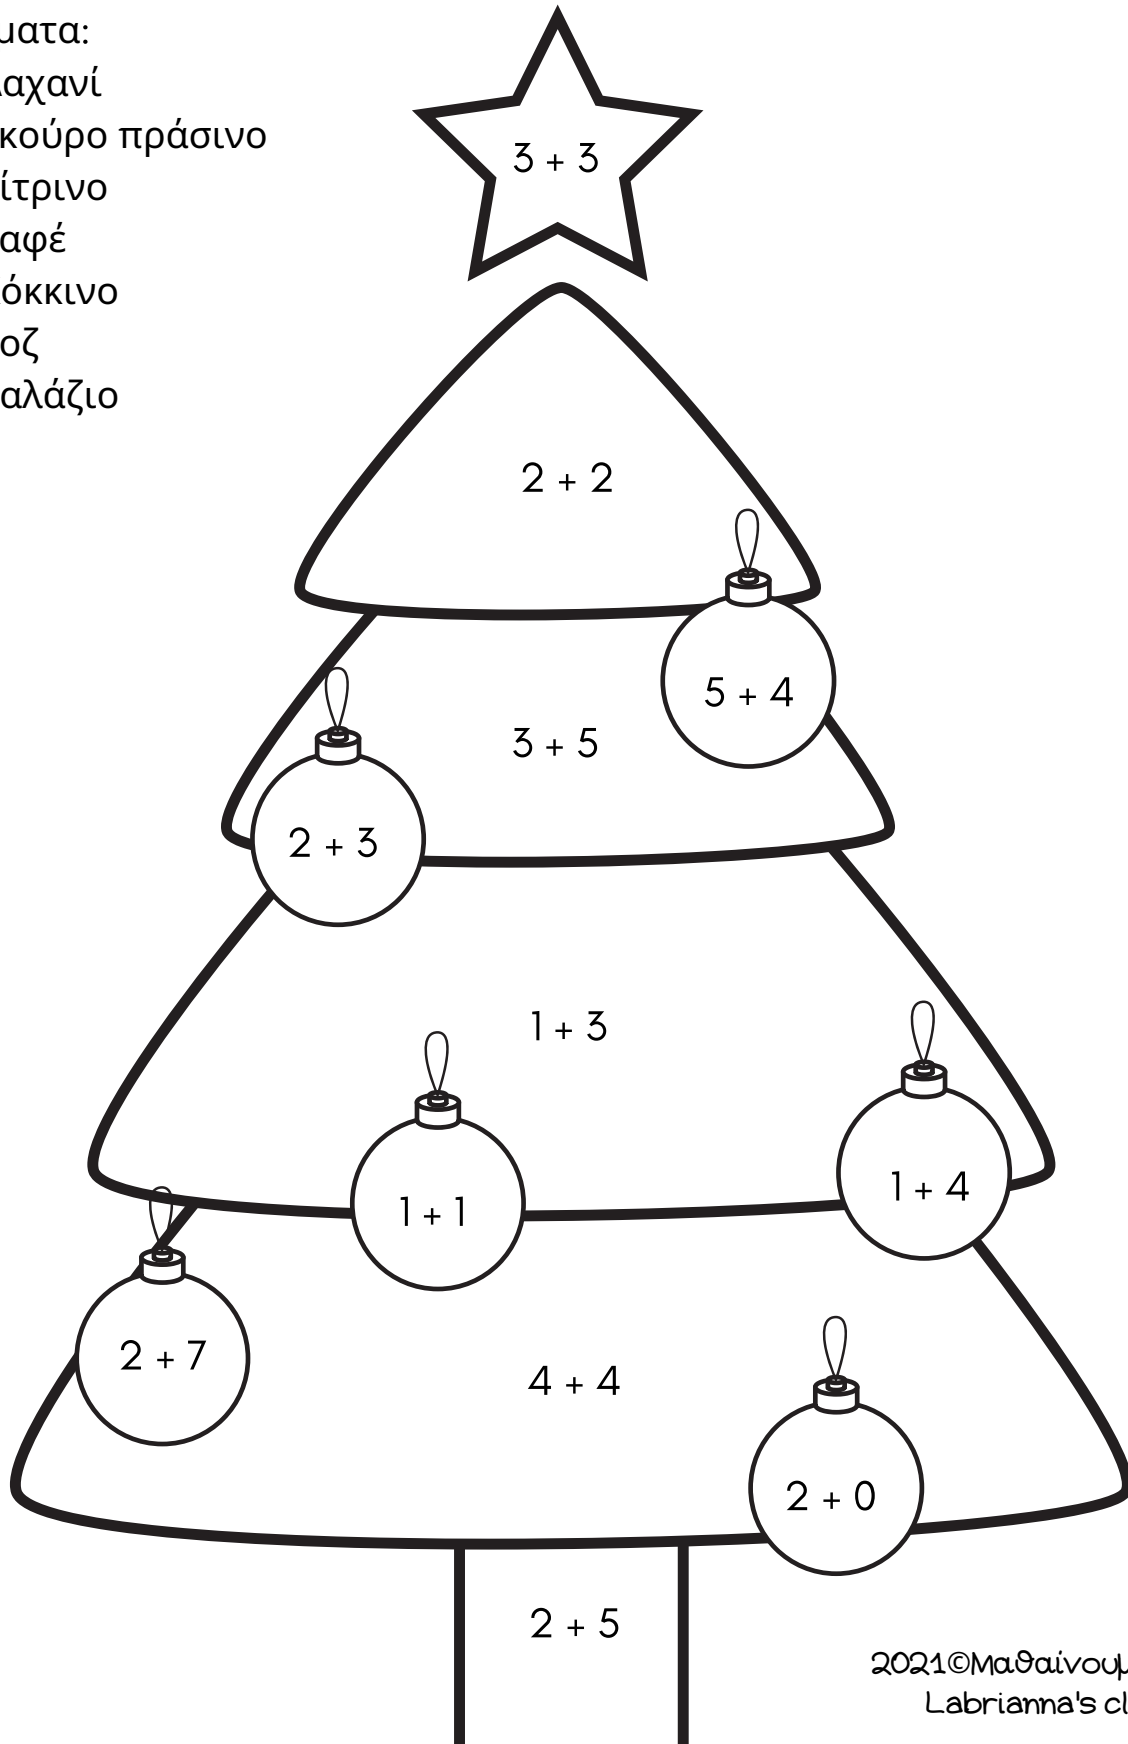 ματα:
αχανί
κούρο πράσινο
ίτρινο
αφέ
όκκινο
οζ
αλάζιο
3 + 3
2 + 2
5 + 4
3 + 5
2 + 3
1 + 3
1 + 4
1 + 1
2 + 7
4 + 4
2 + 0
2 + 5
2021©Μαθαίνουμ
Labrianna's cl